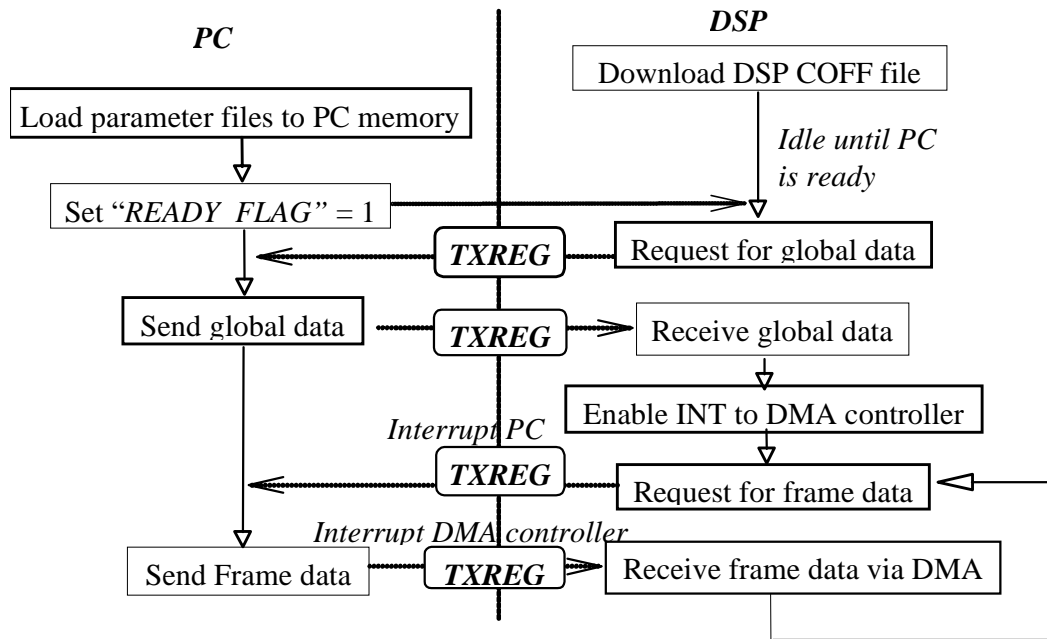 PC
DSP
Download DSP COFF file
Load parameter files to PC memory
Idle until PC
is ready
Set “READY FLAG” = 1
TXREG
Request for global data
Send global data
TXREG
Receive global data
Enable INT to DMA controller
Interrupt PC
TXREG
Request for frame data
Interrupt DMA controller
Send Frame data
TXREG
Receive frame data via DMA